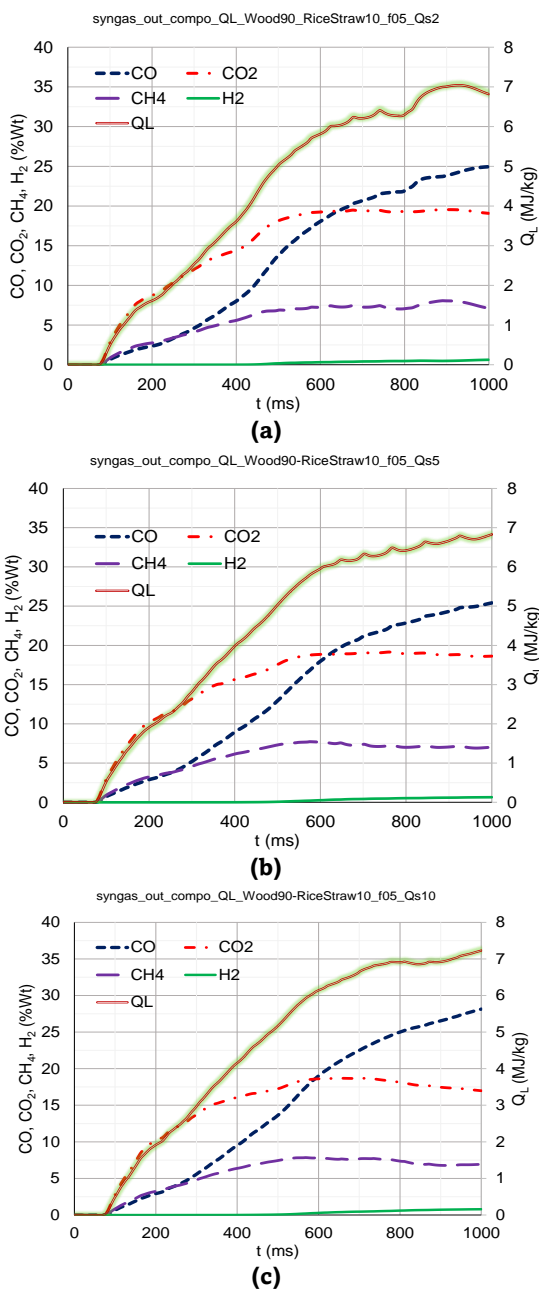 syngas_out_compo_QL_Wood90_RiceStraw10_f05_Qs2
CO CO2
CH4 H2
QL
CO, CO₂, CH₄, H₂ (%Wt)
40
35
30
25
20
15
10
5
0
Q_L (MJ/kg)
8
7
6
5
4
3
2
1
0
0 200 400 600 800 1000
t (ms)
(a)
syngas_out_compo_QL_Wood90-RiceStraw10_f05_Qs5
CO CO2
CH4 H2
QL
CO, CO₂, CH₄, H₂ (%Wt)
40
35
30
25
20
15
10
5
0
Q_L (MJ/kg)
8
7
6
5
4
3
2
1
0
0 200 400 600 800 1000
t (ms)
(b)
syngas_out_compo_QL_Wood90-RiceStraw10_f05_Qs10
CO CO2
CH4 H2
QL
CO, CO₂, CH₄, H₂ (%Wt)
40
35
30
25
20
15
10
5
0
Q_L (MJ/kg)
8
7
6
5
4
3
2
1
0
0 200 400 600 800 1000
t (ms)
(c)